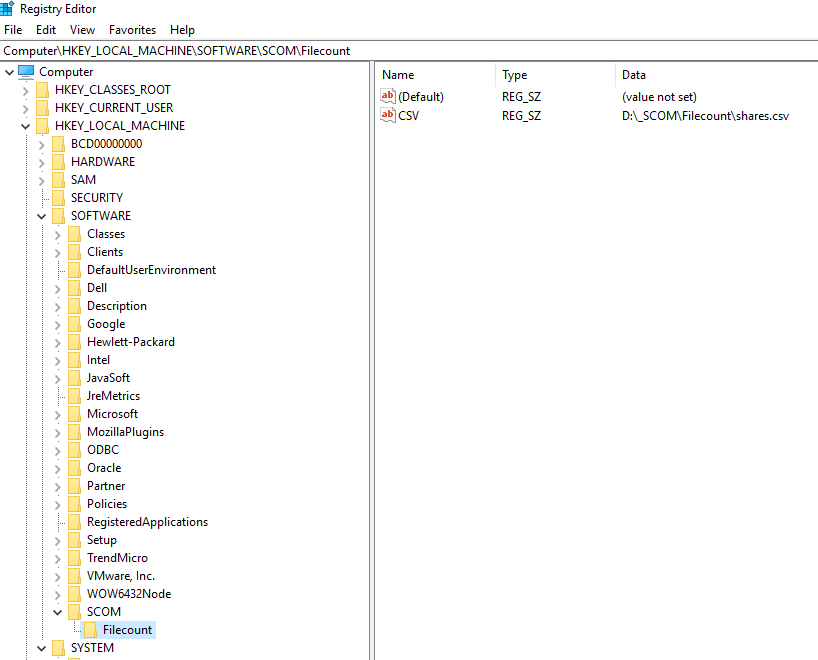 Registry Editor
File Edit View Favorites Help
Computer\HKEY_LOCAL_MACHINE\SOFTWARE\SCOM\Filecount
Computer
HKEY_CLASSES_ROOT
HKEY_CURRENT_USER
HKEY_LOCAL_MACHINE
BCD00000000
HARDWARE
SAM
SECURITY
SOFTWARE
Classes
Clients
DefaultUserEnvironment
Dell
Description
Google
Hewlett-Packard
Intel
JavaSoft
JreMetrics
Microsoft
MozillaPlugins
ODBC
Oracle
Partner
Policies
RegisteredApplications
Setup
TrendMicro
VMware, Inc.
WOW6432Node
SCOM
Filecount
SYSTEM
Name Type Data
ab (Default) REG_SZ (value not set)
ab CSV REG_SZ D:\_SCOM\Filecount\shares.csv